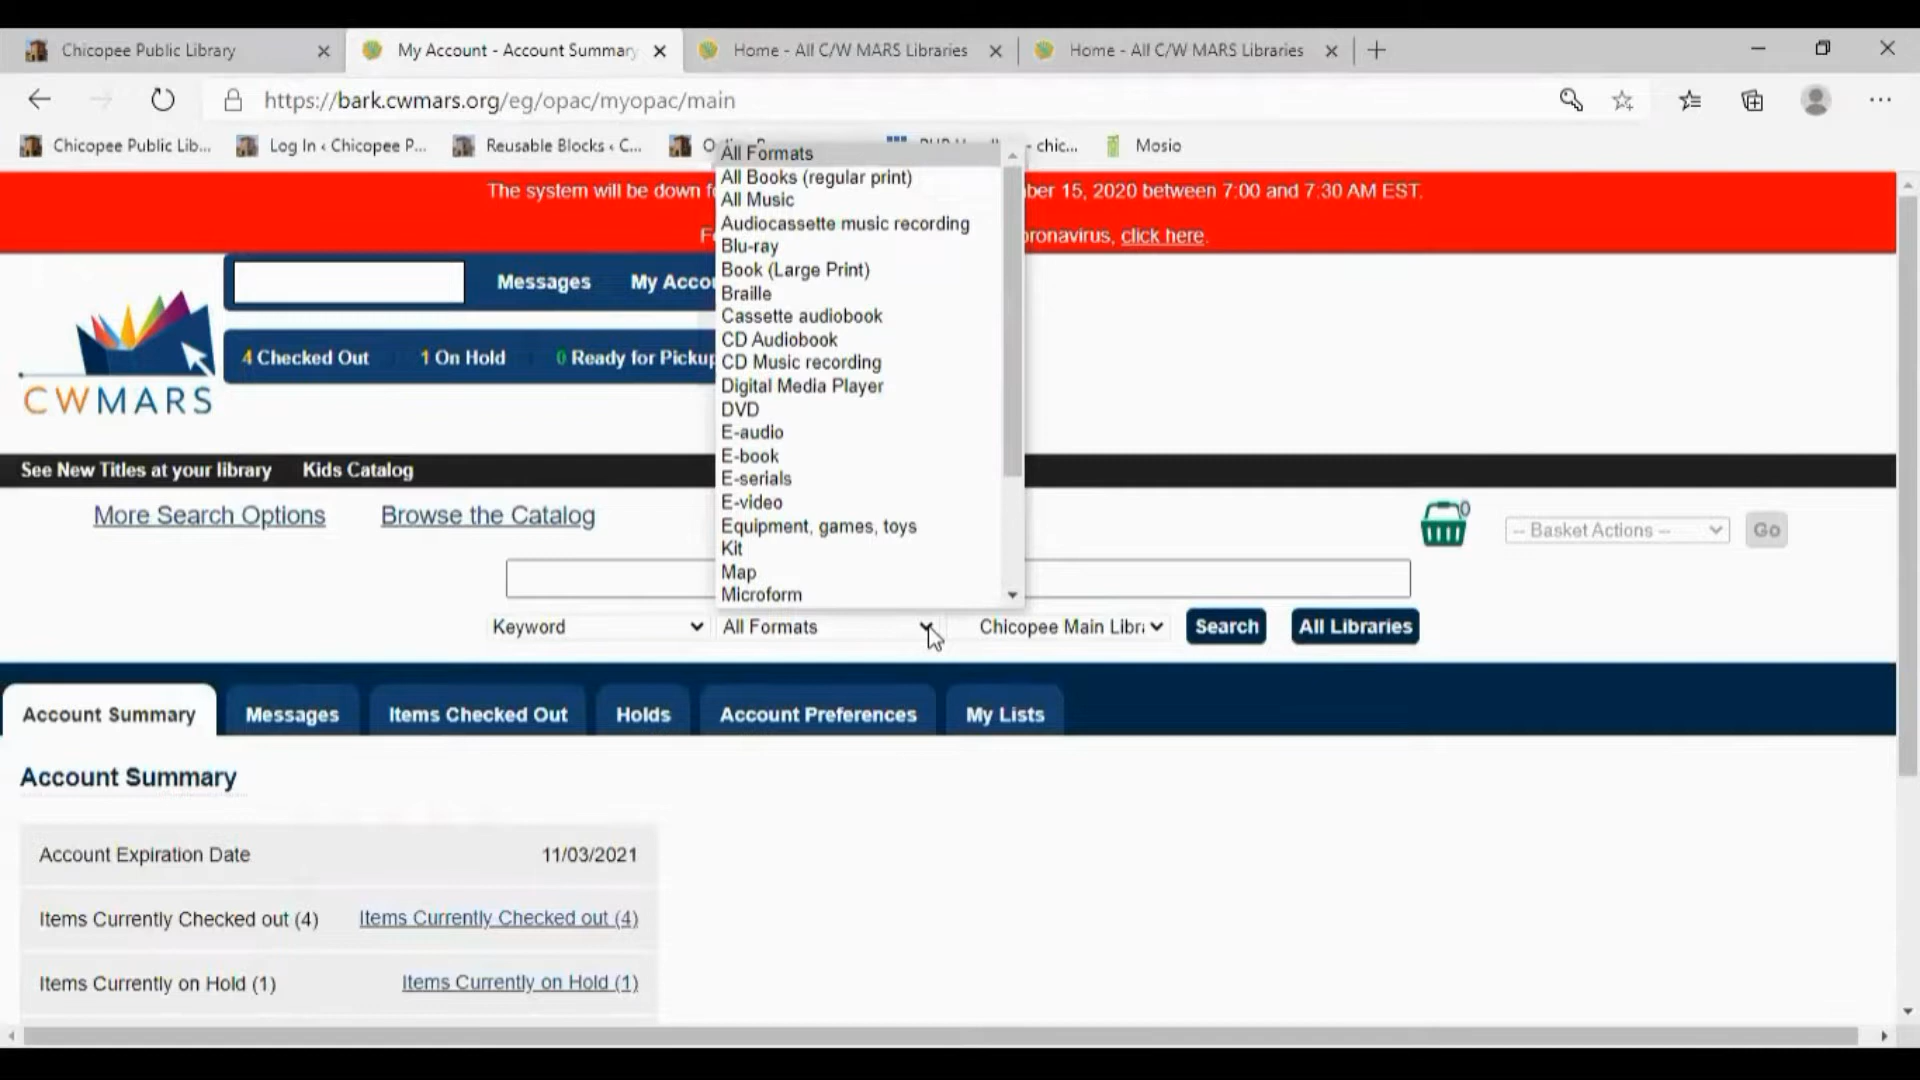 Chicopee Public Library
My Account - Account Summary
Home - All C/W MARS Libraries
Home - All C/W MARS Libraries
https://bark.cwmars.org/eg/opac/myopac/main
Chicopee Public Lib...
Log In ‹ Chicopee P...
Reusable Blocks ‹ C...
- chic...
Mosio
The system will be down
ber 15, 2020 between 7:00 and 7:30 AM EST.
click here.
CWMARS
Messages
My Acco
4 Checked Out
1 On Hold
0 Ready for Pickup
All Formats
All Books (regular print)
All Music
Audiocassette music recording
Blu-ray
Book (Large Print)
Braille
Cassette audiobook
CD Audiobook
CD Music recording
Digital Media Player
DVD
E-audio
E-book
E-serials
E-video
Equipment, games, toys
Kit
Map
Microform
See New Titles at your library
Kids Catalog
More Search Options
Browse the Catalog
0
-- Basket Actions --
Go
Keyword
All Formats
Chicopee Main Libr
Search
All Libraries
Account Summary
Messages
Items Checked Out
Holds
Account Preferences
My Lists
Account Summary
Account Expiration Date
11/03/2021
Items Currently Checked out (4)
Items Currently Checked out (4)
Items Currently on Hold (1)
Items Currently on Hold (1)